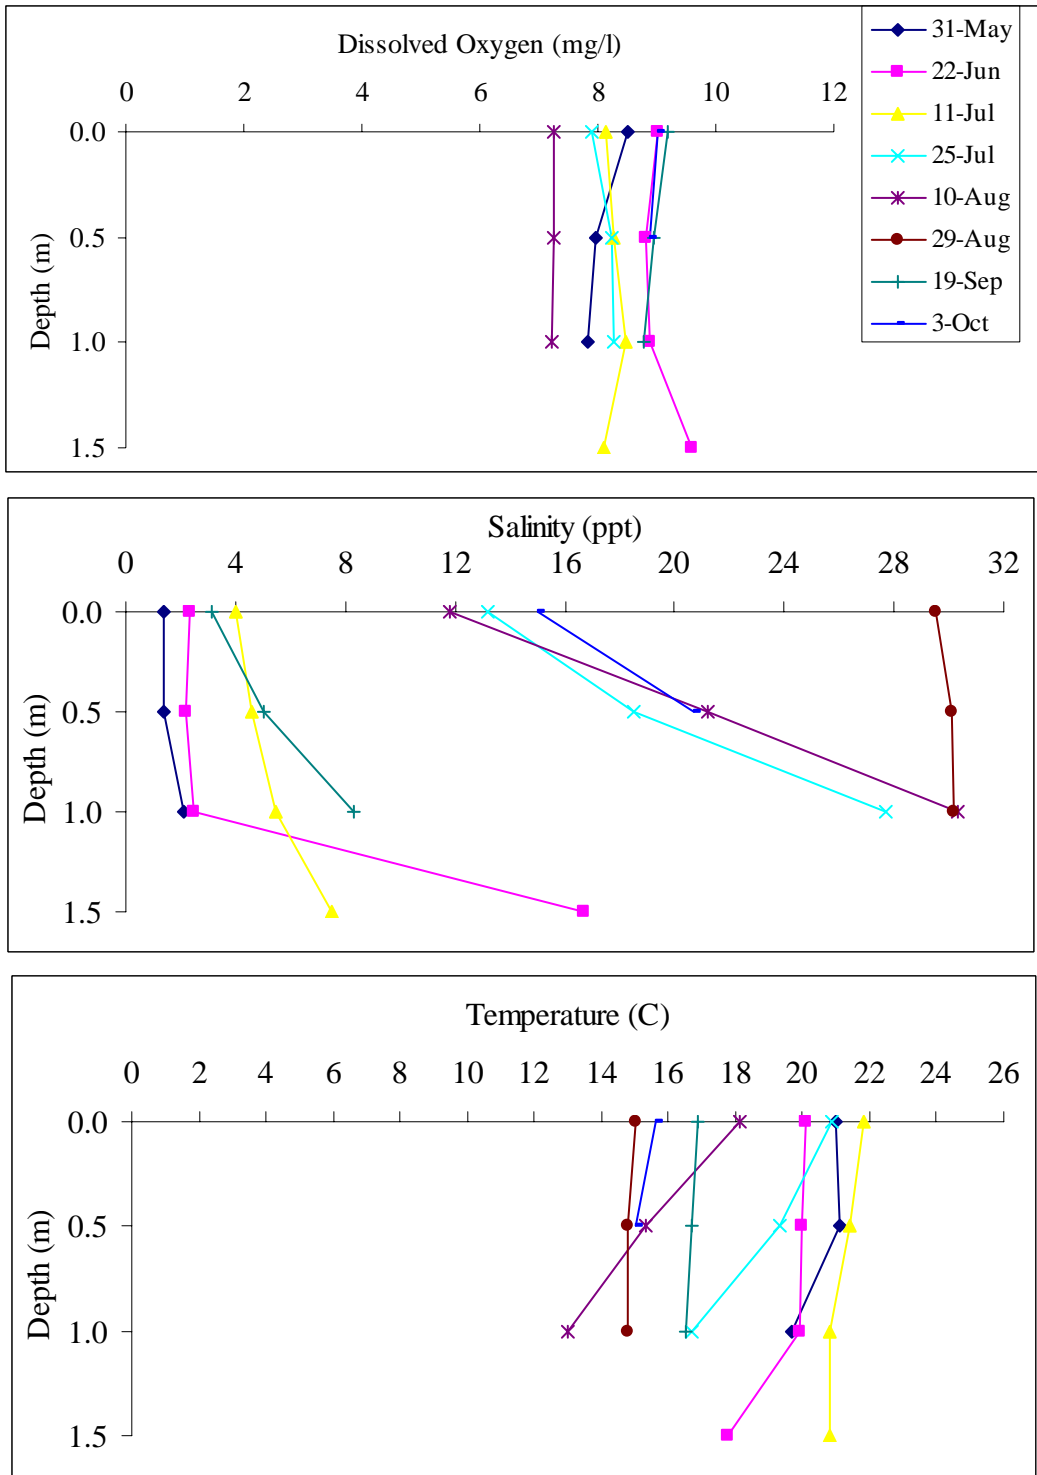 Dissolved Oxygen (mg/l)
0 2 4 6 8 10 12
0.0
0.5
1.0
1.5
Depth (m)
31-May
22-Jun
11-Jul
25-Jul
10-Aug
29-Aug
19-Sep
3-Oct
Salinity (ppt)
0 4 8 12 16 20 24 28 32
0.0
0.5
1.0
1.5
Depth (m)
Temperature (C)
0 2 4 6 8 10 12 14 16 18 20 22 24 26
0.0
0.5
1.0
1.5
Depth (m)